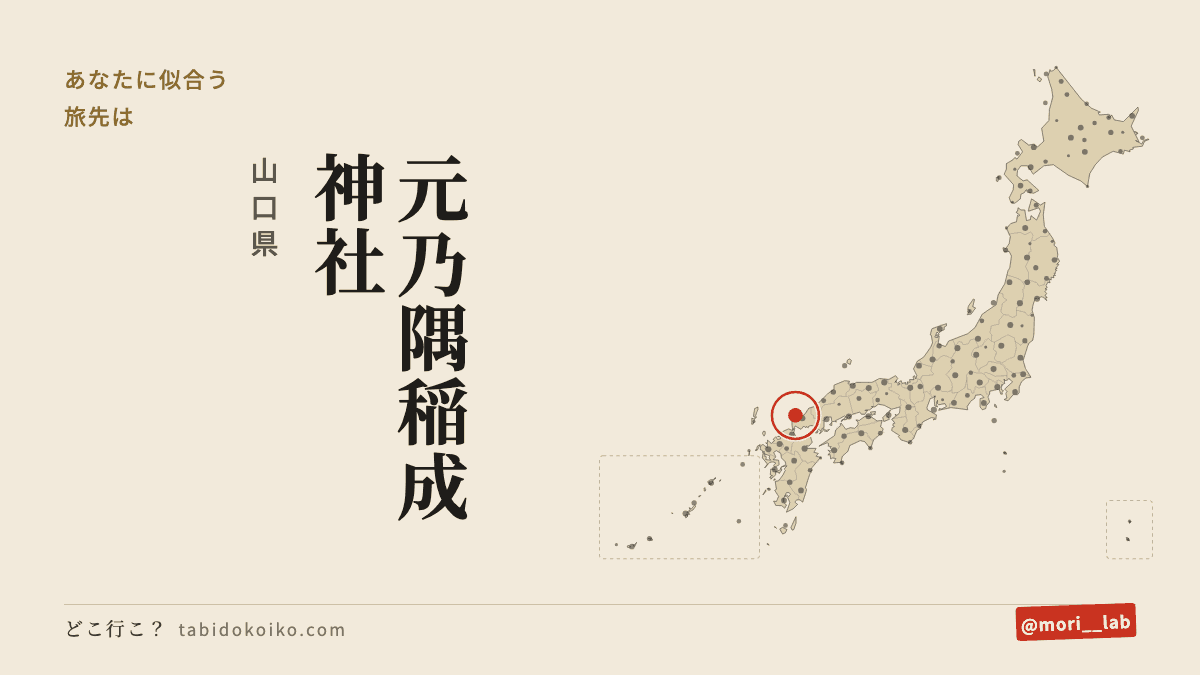 あなたに似合う
旅先は
元乃隅稲成
神社
山口県
どこ行こ？ tabidokoiko.com
@mori__lab